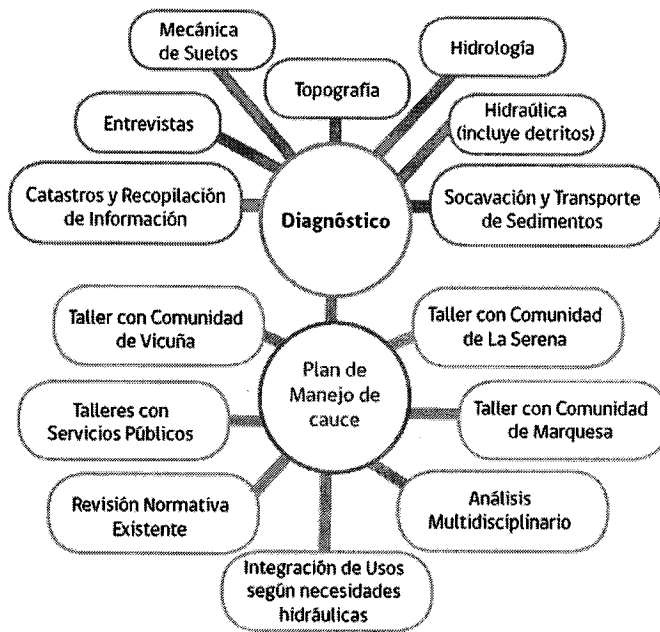 Mecánica
de Suelos
Hidrología
Topografía
Entrevistas
Hidraúlica
(incluye detritos)
Catastros y Recopilación
de Información
Diagnóstico
Socavación y Transporte
de Sedimentos
Taller con Comunidad
de Vicuña
Taller con Comunidad
de La Serena
Plan de
Manejo de
cauce
Talleres con
Servicios Públicos
Taller con Comunidad
de Marquesa
Revisión Normativa
Existente
Análisis
Multidisciplinario
Integración de Usos
según necesidades
hidráulicas